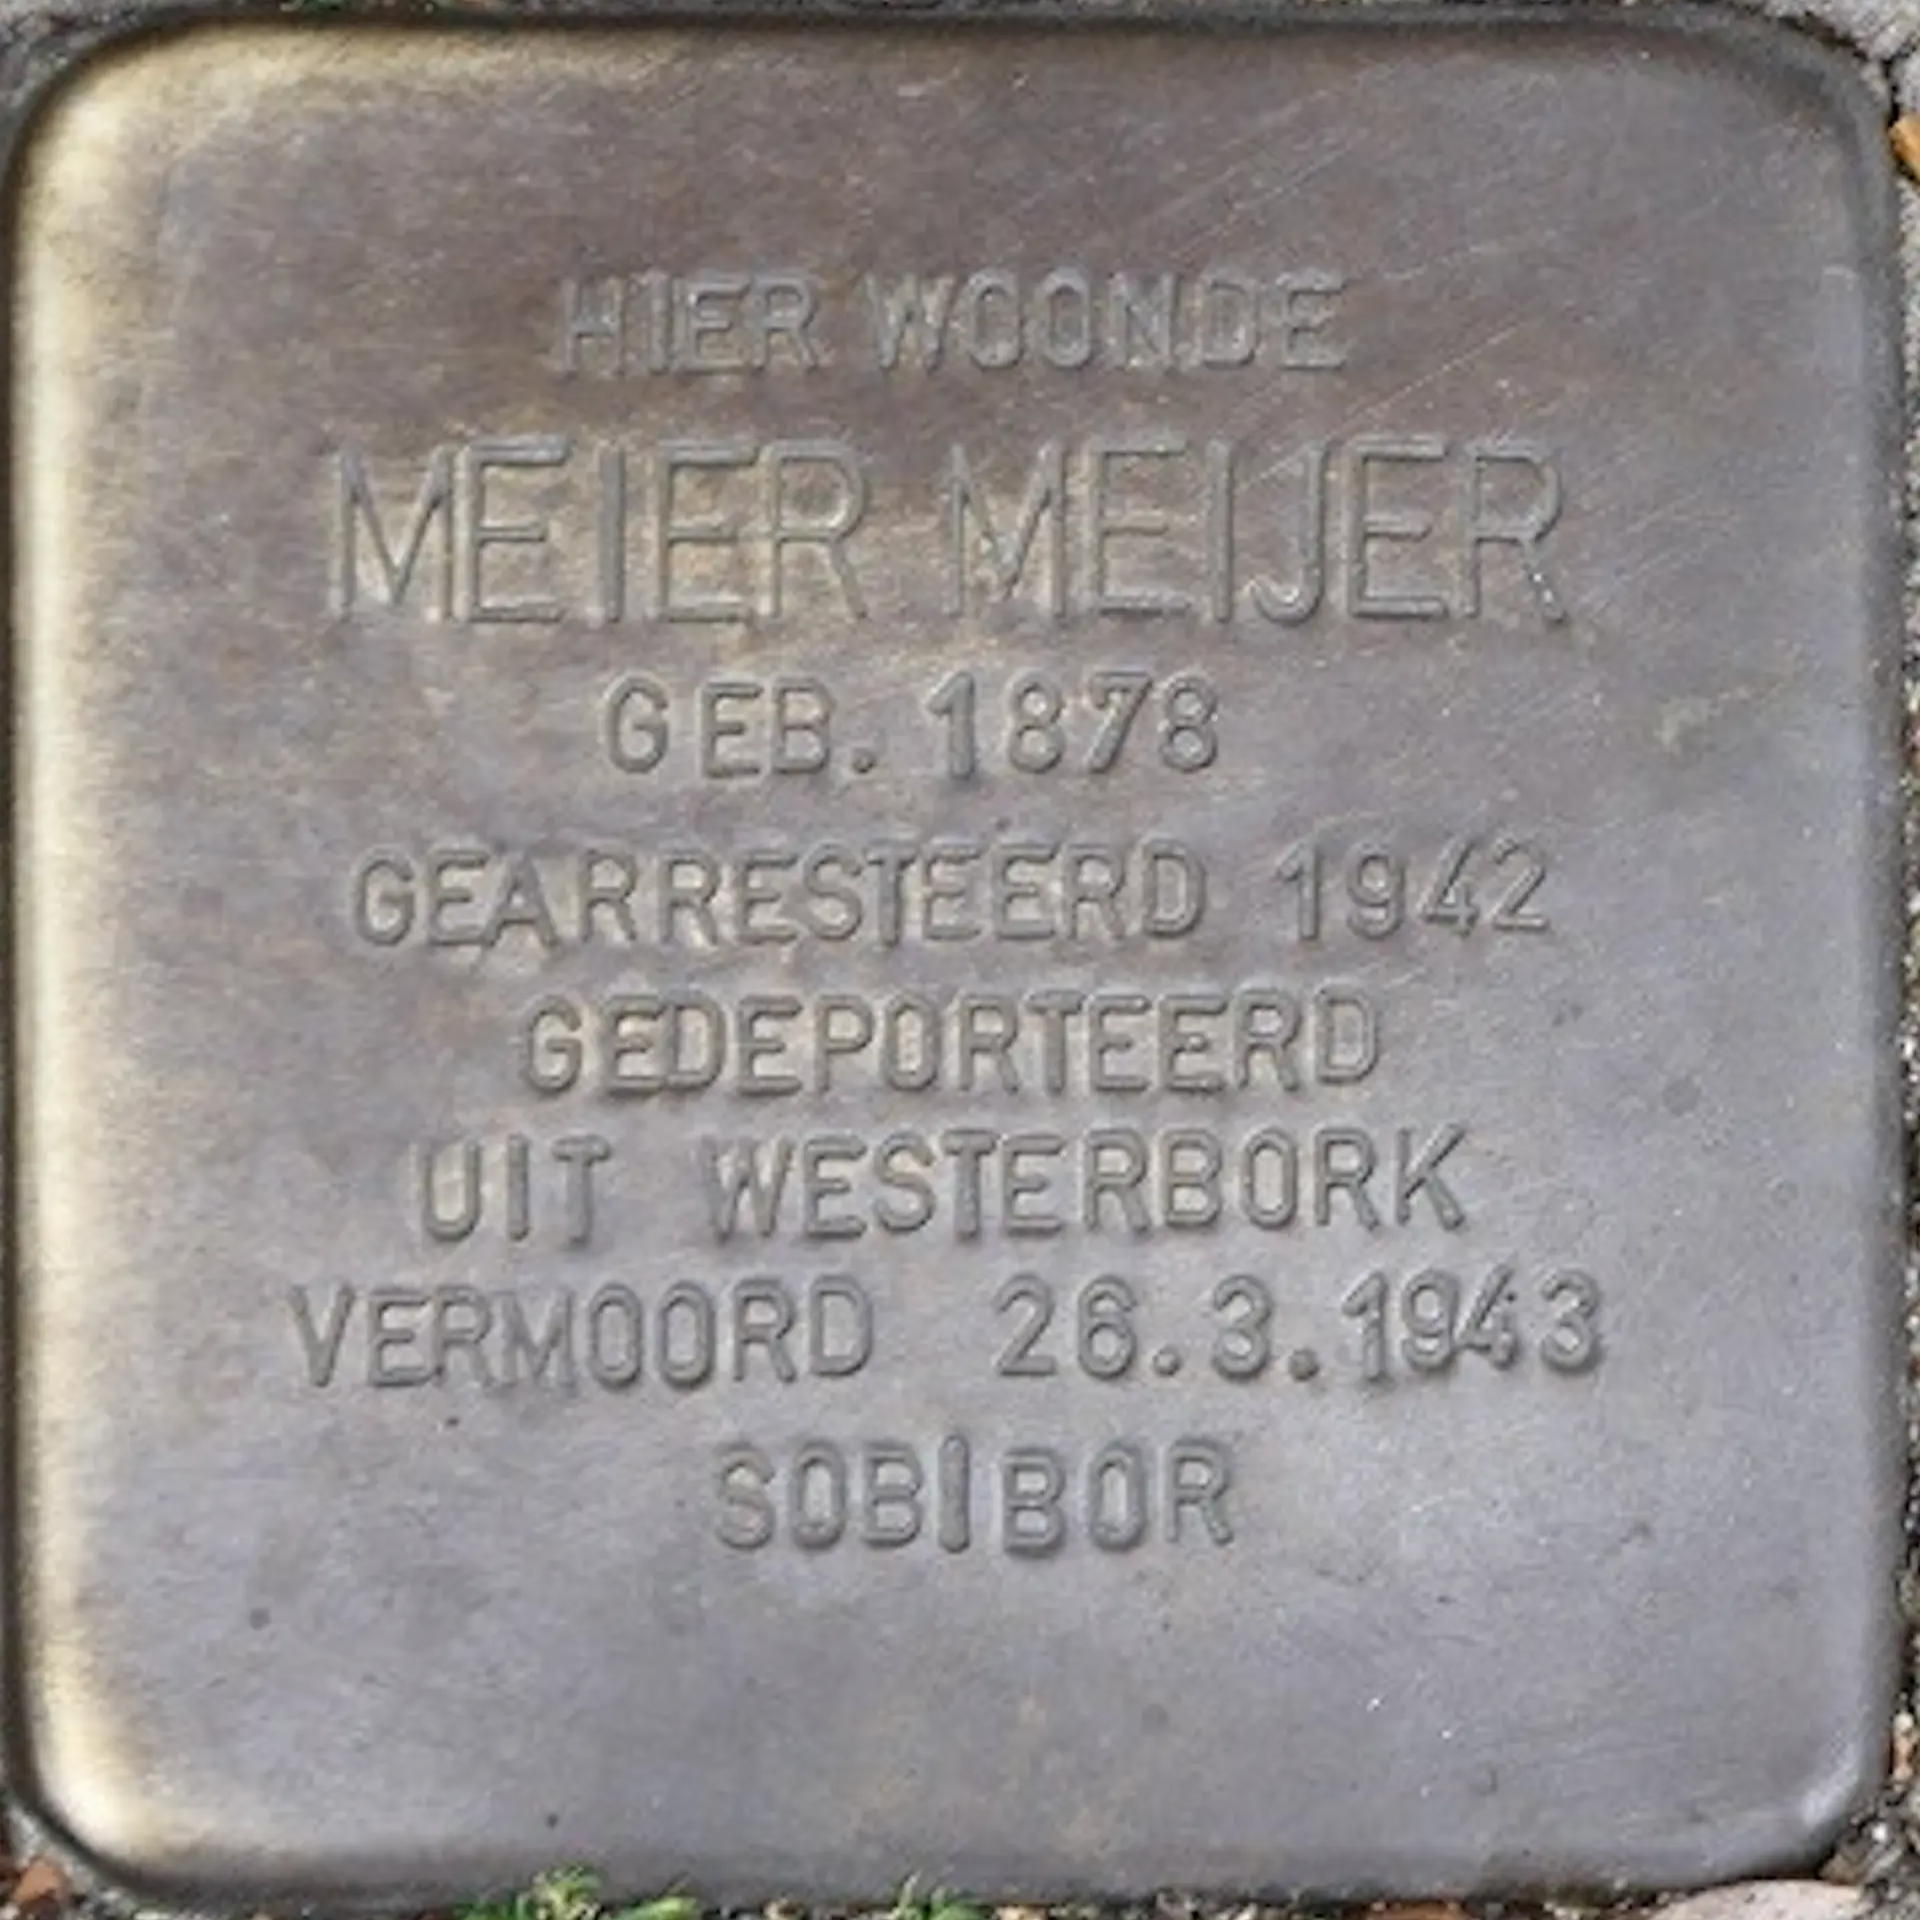 HIER WOONDE
MEIER MEIJER
GEB. 1878
GEARRESTEERD 1942
GEDEPORTEERD
UIT WESTERBORK
VERMOORD 26.3.1943
SOBIBOR